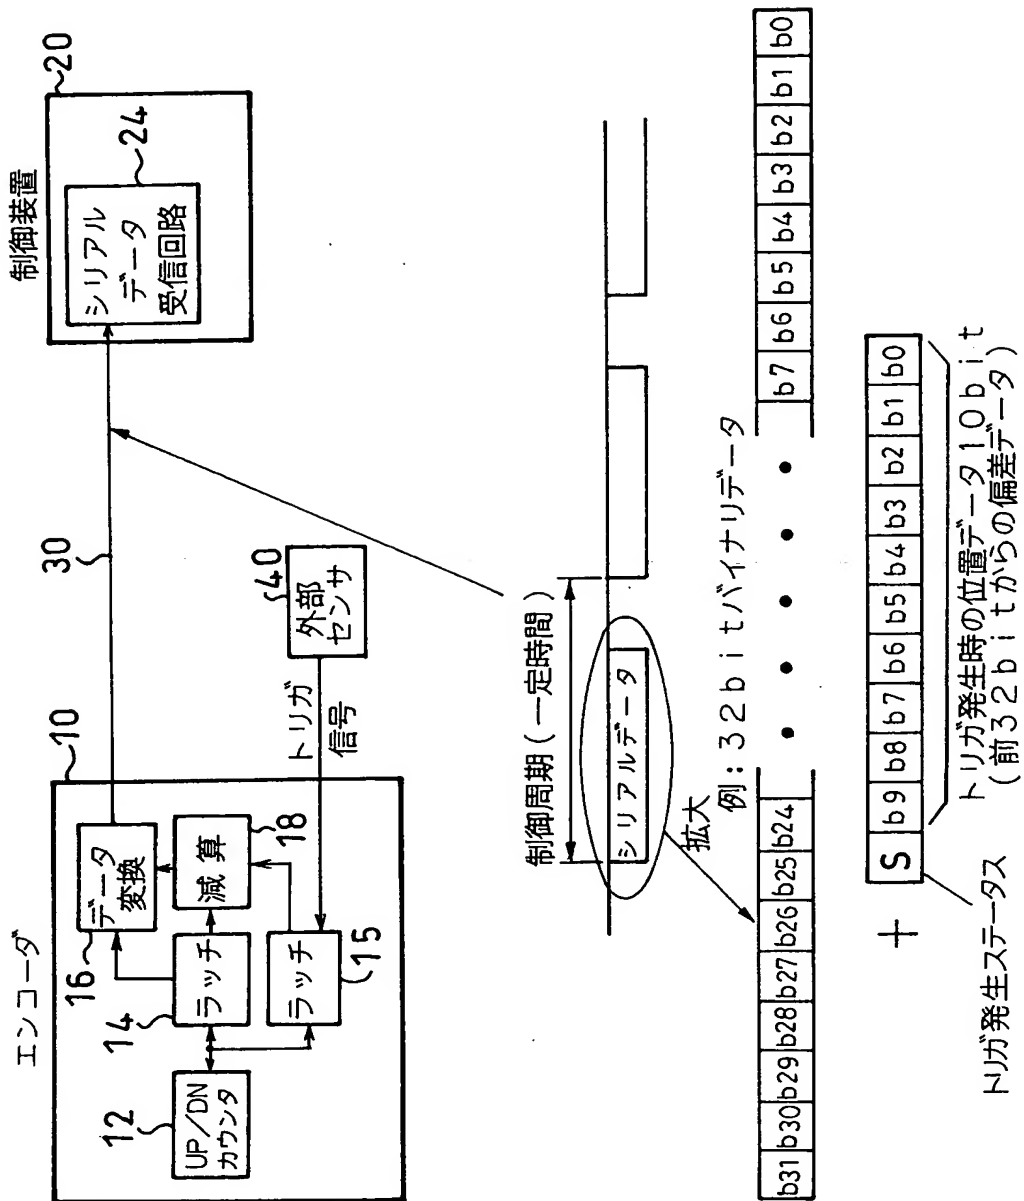 エンコーダ
10
12
UP/DN
カウンタ
14
ラッチ
16
データ
変換
18
減算
15
ラッチ
トリガ
信号
40
外部
センサ
30
制御装置
20
24
シリアル
データ
受信回路
制御周期(一定時間)
シリアルデータ
拡大
例:32bitバイナリデータ
b31 b30 b29 b28 b27 b26 b25 b24 • • • • • b7 b6 b5 b4 b3 b2 b1 b0
+ S b9 b8 b7 b6 b5 b4 b3 b2 b1 b0
トリガ発生ステータス
トリガ発生時の位置データ10bit
(前32bitからの偏差データ)